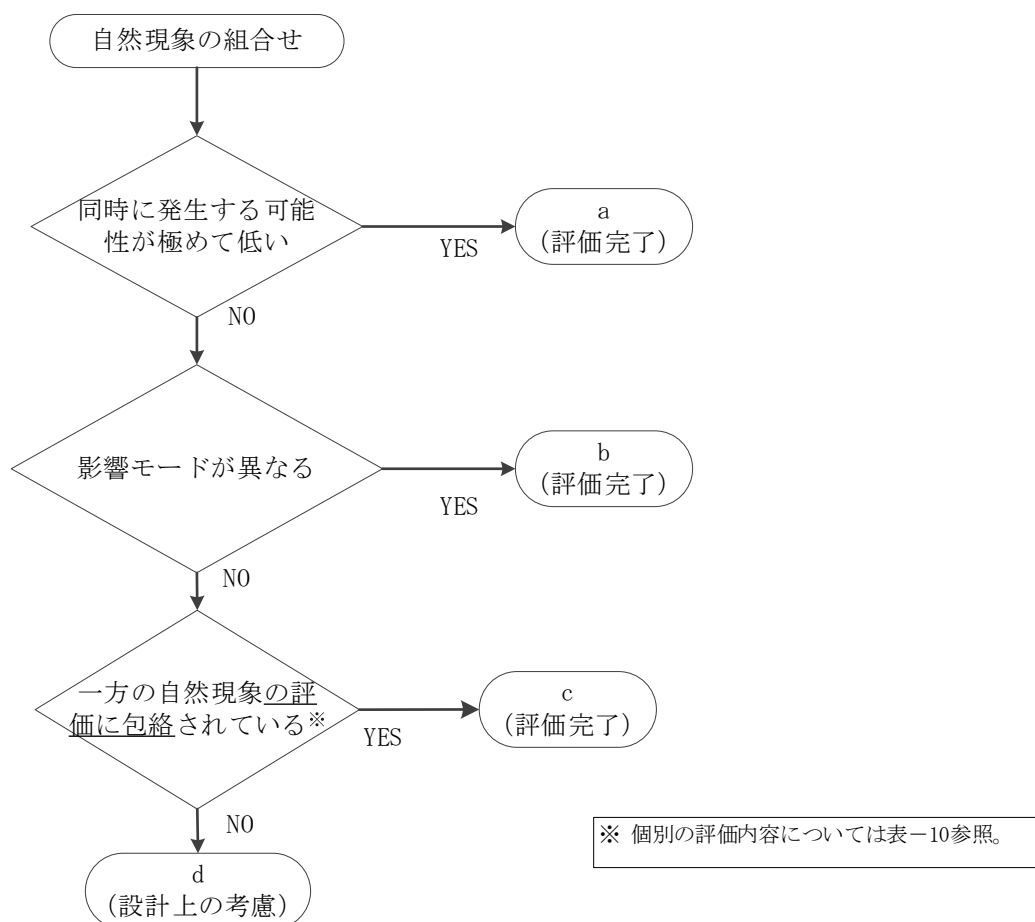 自然現象の組合せ
同時に発生する可能
性が極めて低い
YES
a
(評価完了)
NO
影響モードが異なる
YES
b
(評価完了)
NO
一方の自然現象の評
価に包絡されている※
YES
c
(評価完了)
NO
d
(設計上の考慮)
※ 個別の評価内容については表－10参照。